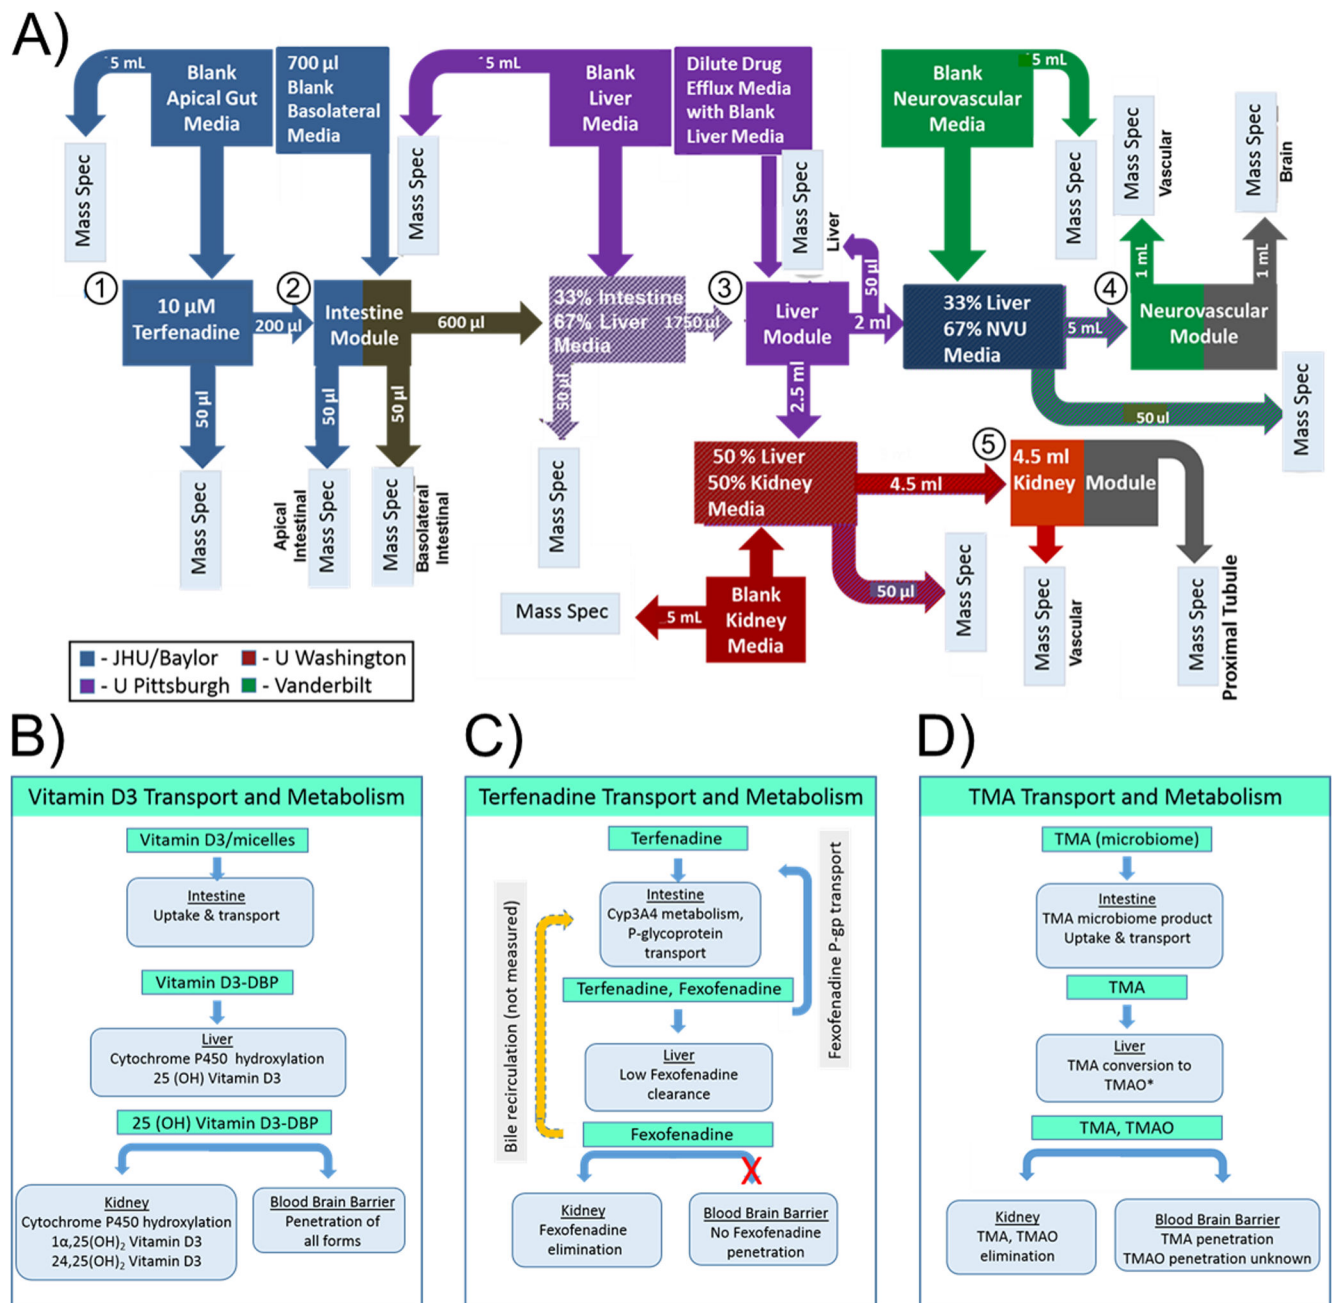 A)
5 mL
Blank
Apical Gut
Media
700 µl
Blank
Basolateral
Media
5 mL
Blank
Liver
Media
Dilute Drug
Efflux Media
with Blank
Liver Media
Blank
Neurovascular
Media
5 mL
Mass Spec
Mass Spec
Mass Spec
Liver
Mass Spec
Mass Spec
Vascular
Mass Spec
Brain
1
10 µM
Terfenadine
200 µl
2
Intestine
Module
600 µl
33% Intestine
67% Liver
Media
1750 µl
3
Liver
Module
50 µl
2 ml
33% Liver
67% NVU
Media
5 mL
4
1 mL
1 mL
Neurovascular
Module
50 µl
50 µl
50 µl
50 µl
2.5 ml
50 ul
Mass Spec
Mass Spec
Apical
Intestinal
Mass Spec
Mass Spec
Basolateral
Intestinal
Mass Spec
50 % Liver
50% Kidney
Media
4.5 ml
5
4.5 ml
Kidney
Module
50 µl
Mass Spec
Mass Spec
5 mL
Blank
Kidney
Media
Mass Spec
Vascular
Mass Spec
Proximal Tubule
- JHU/Baylor
- U Washington
- U Pittsburgh
- Vanderbilt
B)
Vitamin D3 Transport and Metabolism
Vitamin D3/micelles
Intestine
Uptake & transport
Vitamin D3-DBP
Liver
Cytochrome P450 hydroxylation
25 (OH) Vitamin D3
25 (OH) Vitamin D3-DBP
Kidney
Cytochrome P450 hydroxylation
1α,25(OH)₂ Vitamin D3
24,25(OH)₂ Vitamin D3
Blood Brain Barrier
Penetration of
all forms
C)
Terfenadine Transport and Metabolism
Terfenadine
Intestine
Cyp3A4 metabolism,
P-glycoprotein
transport
Terfenadine, Fexofenadine
Fexofenadine P-gp transport
Bile recirculation (not measured)
Liver
Low Fexofenadine
clearance
Fexofenadine
X
Kidney
Fexofenadine
elimination
Blood Brain Barrier
No Fexofenadine
penetration
D)
TMA Transport and Metabolism
TMA (microbiome)
Intestine
TMA microbiome product
Uptake & transport
TMA
Liver
TMA conversion to
TMAO*
TMA, TMAO
Kidney
TMA, TMAO
elimination
Blood Brain Barrier
TMA penetration
TMAO penetration unknown